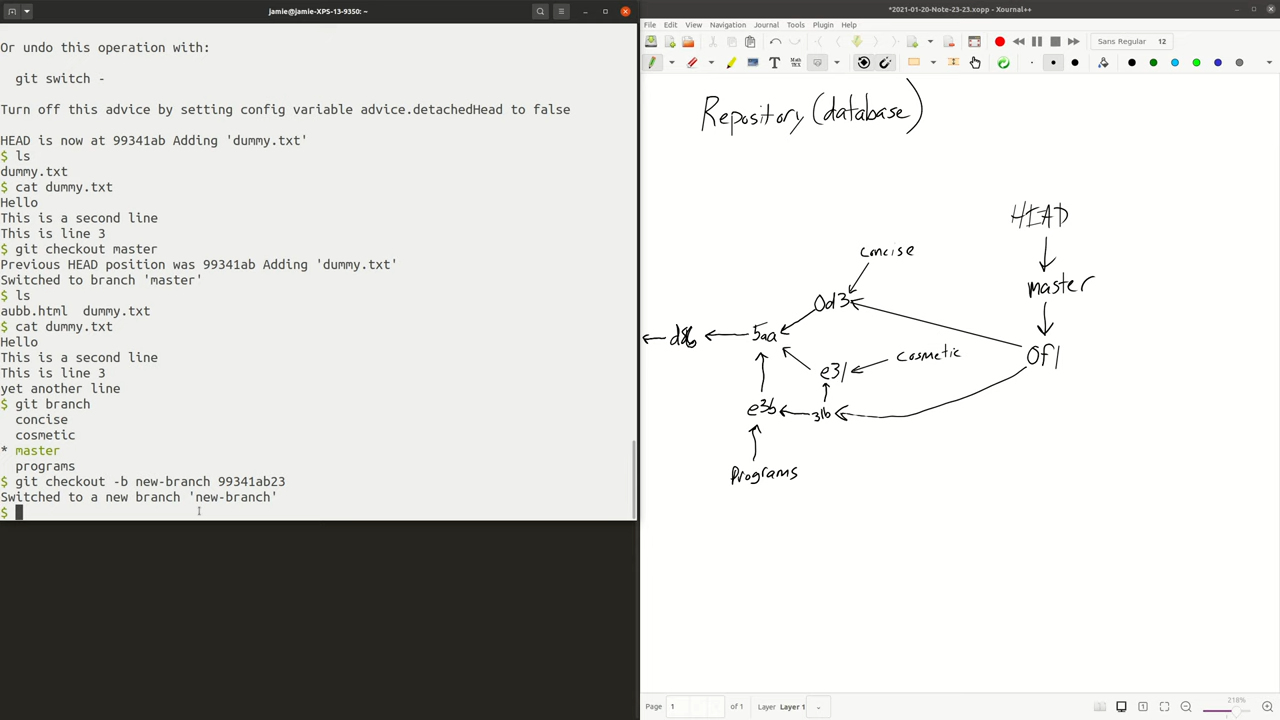 jamie@jamie-XPS-13-9350: ~
Or undo this operation with:
git switch -
Turn off this advice by setting config variable advice.detachedHead to false
HEAD is now at 99341ab Adding 'dummy.txt'
$ ls
dummy.txt
$ cat dummy.txt
Hello
This is a second line
This is line 3
$ git checkout master
Previous HEAD position was 99341ab Adding 'dummy.txt'
Switched to branch 'master'
$ ls
aubb.html  dummy.txt
$ cat dummy.txt
Hello
This is a second line
This is line 3
yet another line
$ git branch
concise
cosmetic
* master
programs
$ git checkout -b new-branch 99341ab23
Switched to a new branch 'new-branch'
$
*2021-01-20-Note-23-23.xopp - Xournal++
File Edit View Navigation Journal Tools Plugin Help
Sans Regular 12
Repository (database)
HEAD
concise
master
0d3
5aa
0f1
cosmetic
e31
e3b
31b
Programs
Page 1 of 1 Layer Layer 1
218%